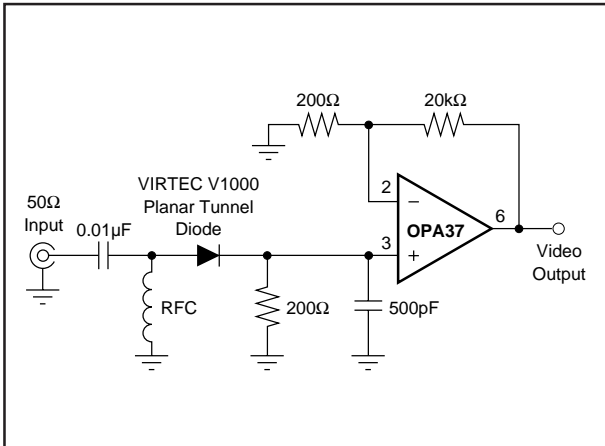 200Ω
20kΩ
VIRTEC V1000
Planar Tunnel
Diode
50Ω
Input
0.01µF
2
–
OPA37
6
3
+
Video
Output
RFC
200Ω
500pF